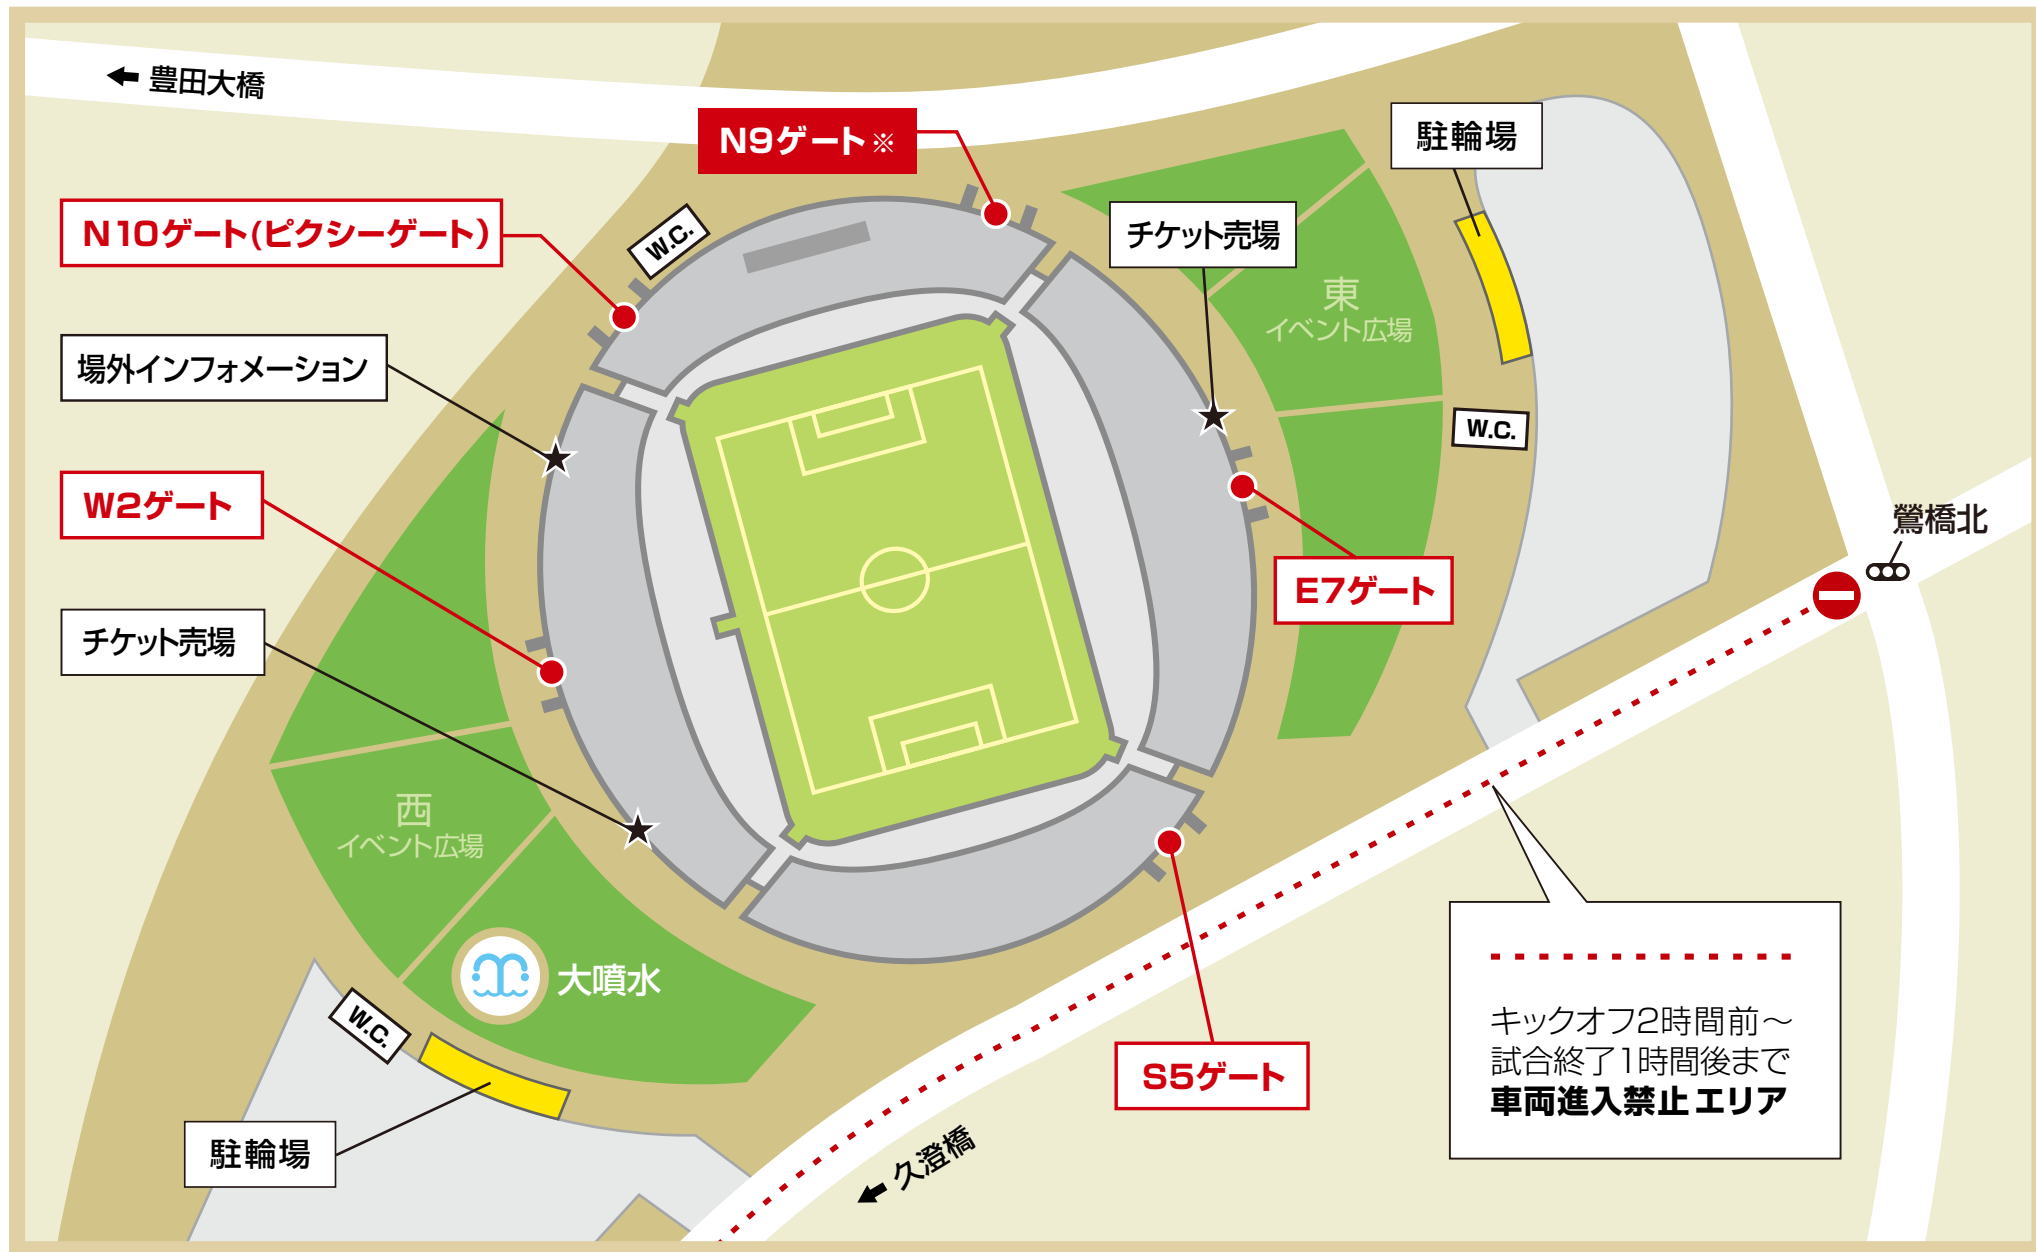 豊田大橋
N9ゲート※
駐輪場
N10ゲート(ピクシーゲート)
W.C.
チケット売場
東
イベント広場
場外インフォメーション
W.C.
W2ゲート
鶯橋北
E7ゲート
チケット売場
西
イベント広場
大噴水
W.C.
キックオフ2時間前～
試合終了1時間後まで
車両進入禁止エリア
S5ゲート
駐輪場
久澄橋